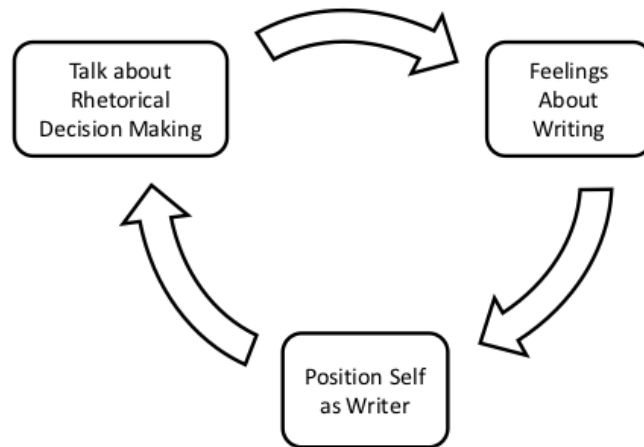 Talk about
Rhetorical
Decision Making
Feelings
About
Writing
Position Self
as Writer